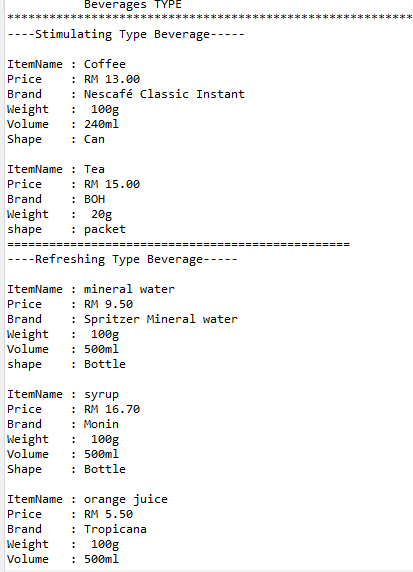 Beverages TYPE
**********************************************************
----Stimulating Type Beverage-----
ItemName : Coffee
Price    : RM 13.00
Brand    : Nescafé Classic Instant
Weight   :  100g
Volume   : 240ml
Shape    : Can
ItemName : Tea
Price    : RM 15.00
Brand    : BOH
Weight   :  20g
shape    : packet
=================================================
----Refreshing Type Beverage-----
ItemName : mineral water
Price    : RM 9.50
Brand    : Spritzer Mineral water
Weight   :  100g
Volume   : 500ml
shape    : Bottle
ItemName : syrup
Price    : RM 16.70
Brand    : Monin
Weight   :  100g
Volume   : 500ml
Shape    : Bottle
ItemName : orange juice
Price    : RM 5.50
Brand    : Tropicana
Weight   :  100g
Volume   : 500ml